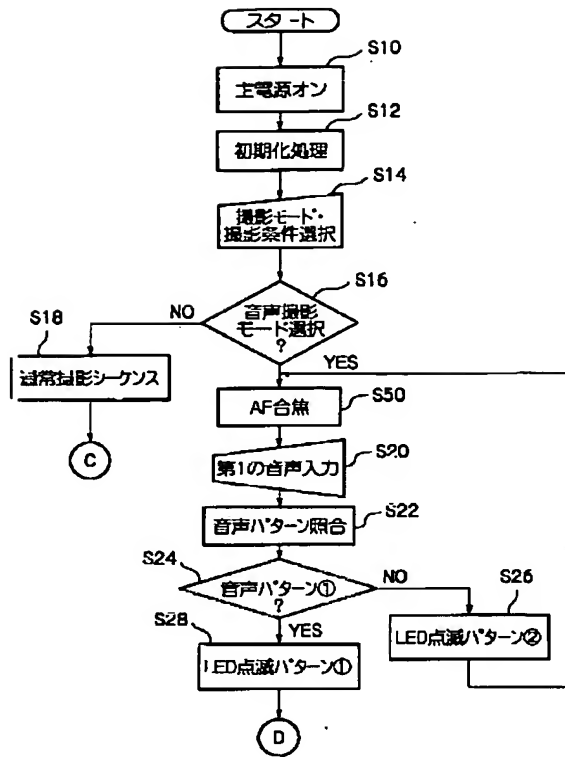 スタート
S10
主電源オン
S12
初期化処理
S14
撮影モード・
撮影条件選択
S16
音声撮影
モード選択
?
NO
YES
S18
通常撮影シーケンス
C
S50
AF合焦
S20
第1の音声入力
S22
音声パターン照合
S24
音声パターン①
?
NO
YES
S26
LED点滅パターン②
S28
LED点滅パターン①
D